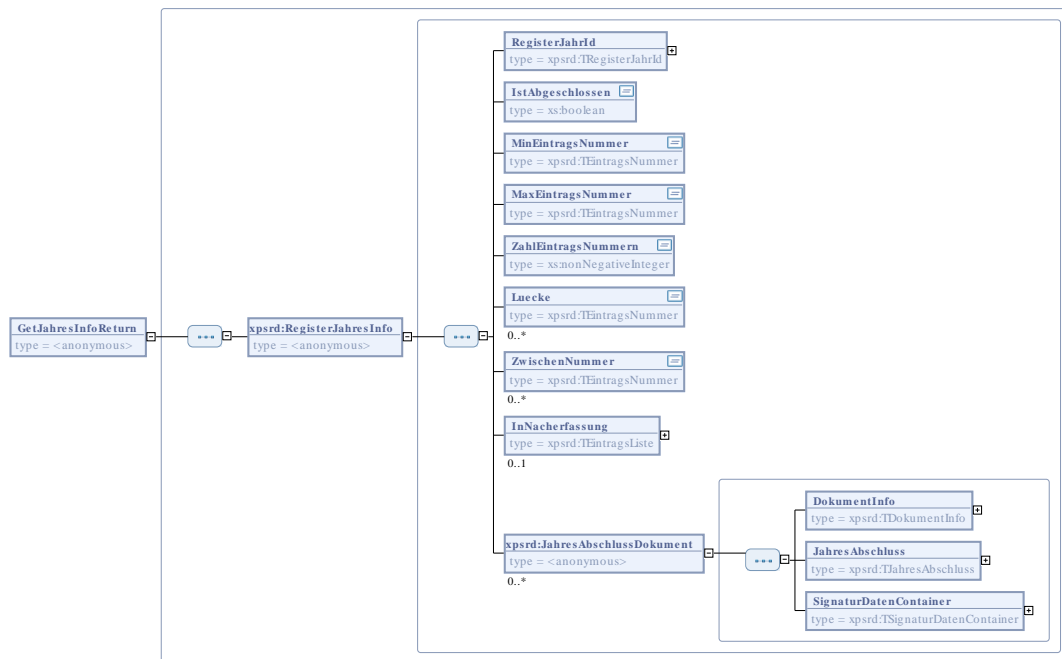 RegisterJahrId
type = xpsrd:TRegisterJahrId
IstAbgeschlossen
type = xs:boolean
MinEintragsNummer
type = xpsrd:TEintragsNummer
MaxEintragsNummer
type = xpsrd:TEintragsNummer
ZahlEintragsNummern
type = xs:nonNegativeInteger
Luecke
type = xpsrd:TEintragsNummer
0..*
GetJahresInfoReturn
type = <anonymous>
xpsrd:RegisterJahresInfo
type = <anonymous>
ZwischenNummer
type = xpsrd:TEintragsNummer
0..*
InNacherfassung
type = xpsrd:TEintragsListe
0..1
xpsrd:JahresAbschlussDokument
type = <anonymous>
0..*
DokumentInfo
type = xpsrd:TDokumentInfo
JahresAbschluss
type = xpsrd:TJahresAbschluss
SignaturDatenContainer
type = xpsrd:TSignaturDatenContainer